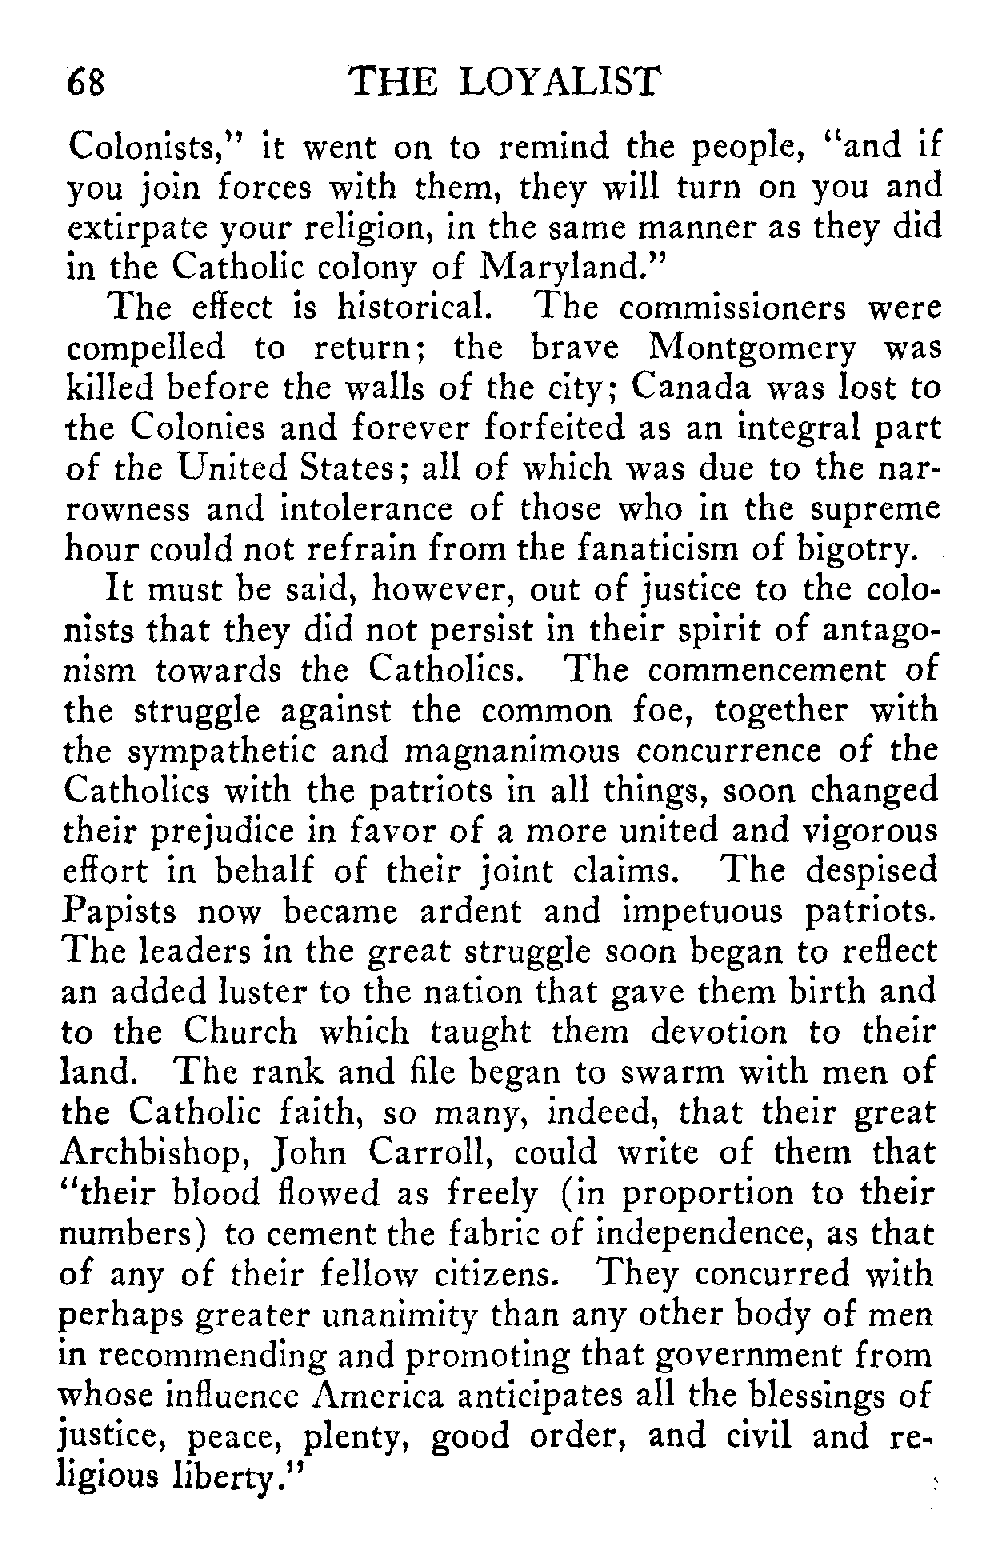 68 THE LOYALIST
Colonists," it went on to remind the people, "and if
you join forces with them, they will turn on you and
extirpate your religion, in the same manner as they did
in the Catholic colony of Maryland."
The effect is historical. The commissioners were
compelled to return; the brave Montgomery was
killed before the walls of the city; Canada was lost to
the Colonies and forever forfeited as an integral part
of the United States; all of which was due to the nar-
rowness and intolerance of those who in the supreme
hour could not refrain from the fanaticism of bigotry.
It must be said, however, out of justice to the colo-
nists that they did not persist in their spirit of antago-
nism towards the Catholics. The commencement of
the struggle against the common foe, together with
the sympathetic and magnanimous concurrence of the
Catholics with the patriots in all things, soon changed
their prejudice in favor of a more united and vigorous
effort in behalf of their joint claims. The despised
Papists now became ardent and impetuous patriots.
The leaders in the great struggle soon began to reflect
an added luster to the nation that gave them birth and
to the Church which taught them devotion to their
land. The rank and file began to swarm with men of
the Catholic faith, so many, indeed, that their great
Archbishop, John Carroll, could write of them that
"their blood flowed as freely (in proportion to their
numbers) to cement the fabric of independence, as that
of any of their fellow citizens. They concurred with
perhaps greater unanimity than any other body of men
in recommending and promoting that government from
whose influence America anticipates all the blessings of
justice, peace, plenty, good order, and civil and re-
ligious liberty."